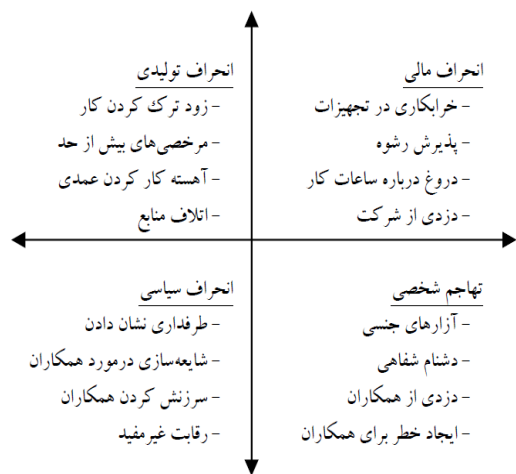 انحراف مالی
- خرابکاری در تجهیزات
- پذیرش رشوه
- دروغ درباره ساعات کار
- دزدی از شرکت
انحراف تولیدی
- زود ترک کردن کار
- مرخصی‌های بیش از حد
- آهسته کار کردن عمدی
- اتلاف منابع
تهاجم شخصی
- آزارهای جنسی
- دشنام شفاهی
- دزدی از همکاران
- ایجاد خطر برای همکاران
انحراف سیاسی
- طرفداری نشان دادن
- شایعه‌سازی درمورد همکاران
- سرزنش کردن همکاران
- رقابت غیرمفید